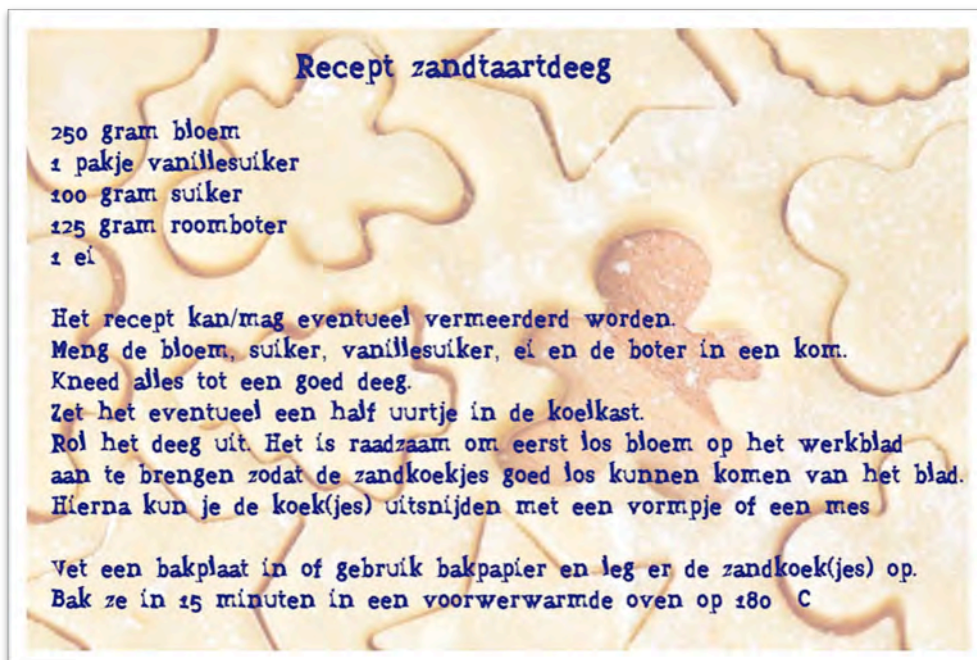 Recept zandtaartdeeg
250 gram bloem
1 pakje vanillesuiker
100 gram suiker
125 gram roomboter
1 ei
Het recept kan/mag eventueel vermeerderd worden.
Meng de bloem, suiker, vanillesuiker, ei en de boter in een kom.
Kneed alles tot een goed deeg.
Zet het eventueel een half uurtje in de koelkast.
Rol het deeg uit. Het is raadzaam om eerst los bloem op het werkblad
aan te brengen zodat de zandkoekjes goed los kunnen komen van het blad.
Hierna kun je de koek(jes) uitsnijden met een vormpje of een mes
Vet een bakplaat in of gebruik bakpapier en leg er de zandkoek(jes) op.
Bak ze in 15 minuten in een voorwerwarmde oven op 180 C